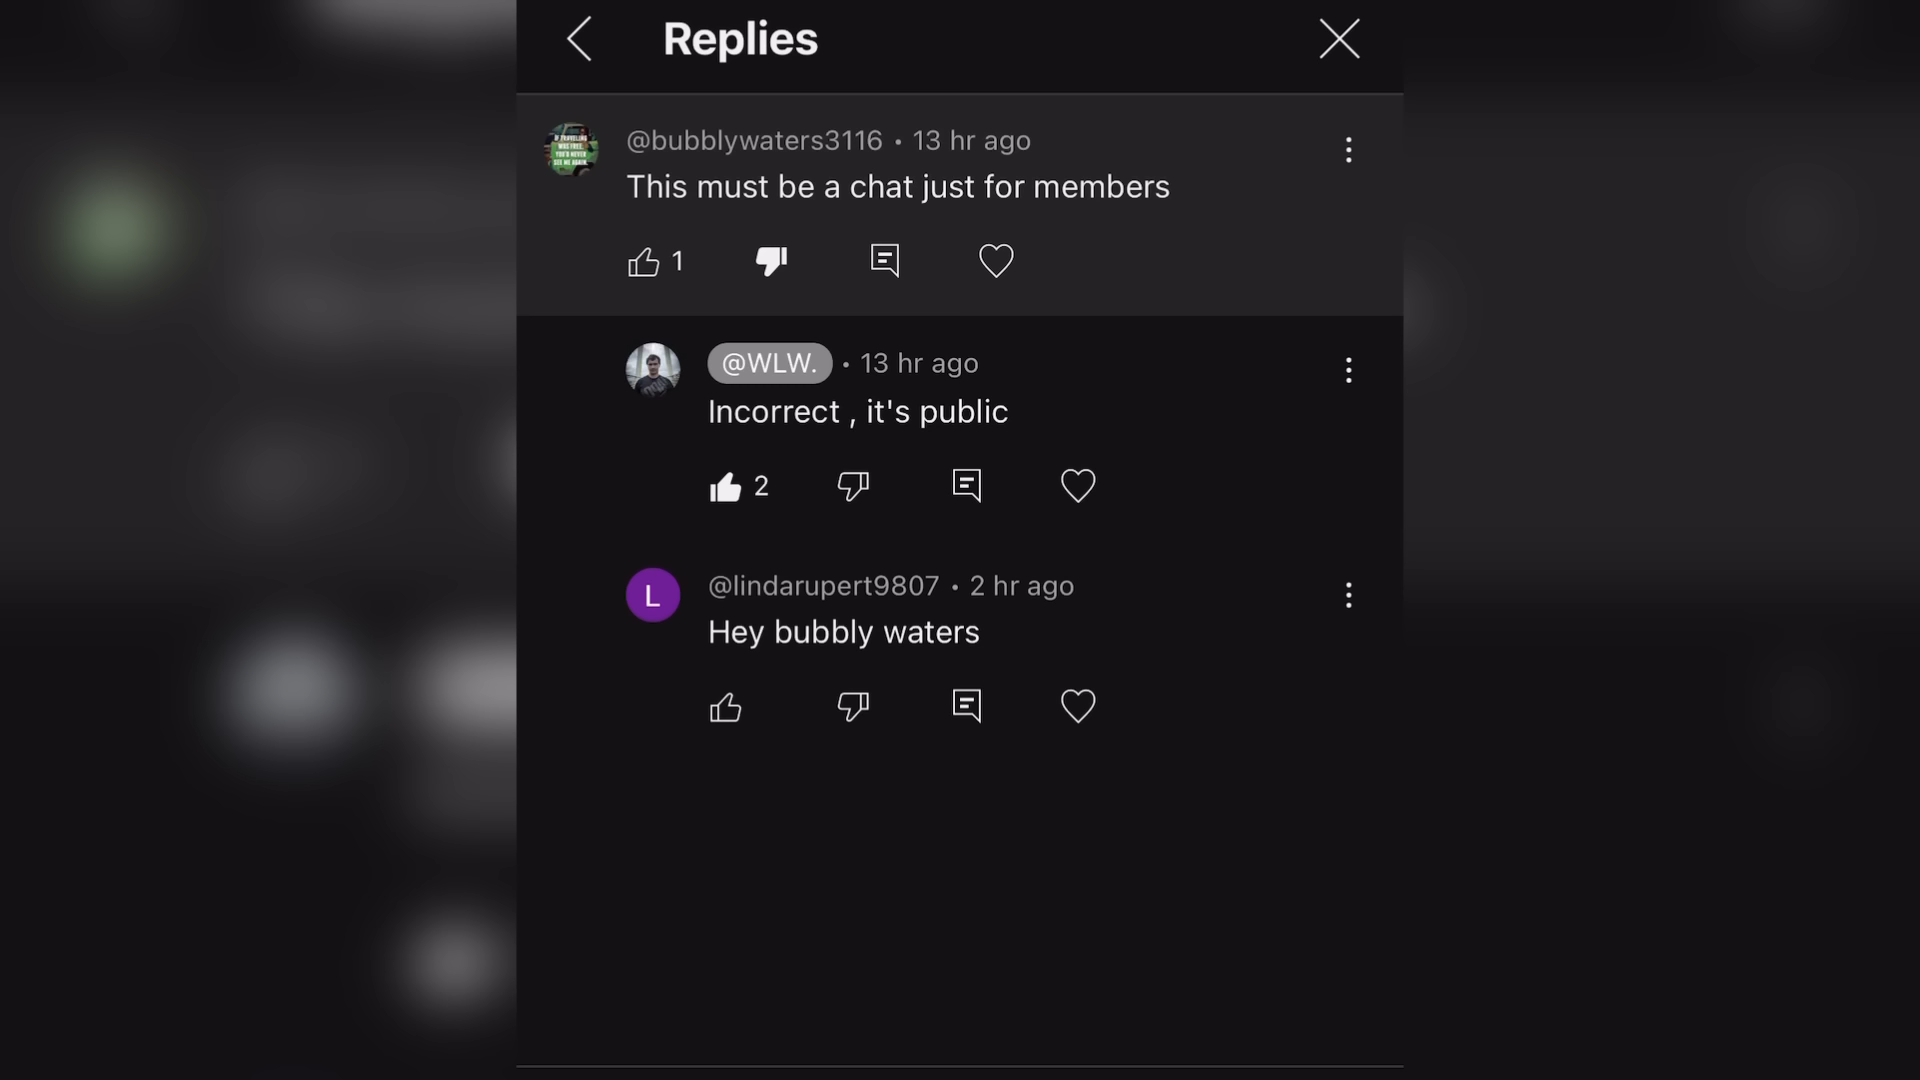 Replies
@bubblywaters3116 • 13 hr ago
This must be a chat just for members
1
@WLW. • 13 hr ago
Incorrect , it's public
2
L
@lindarupert9807 • 2 hr ago
Hey bubbly waters